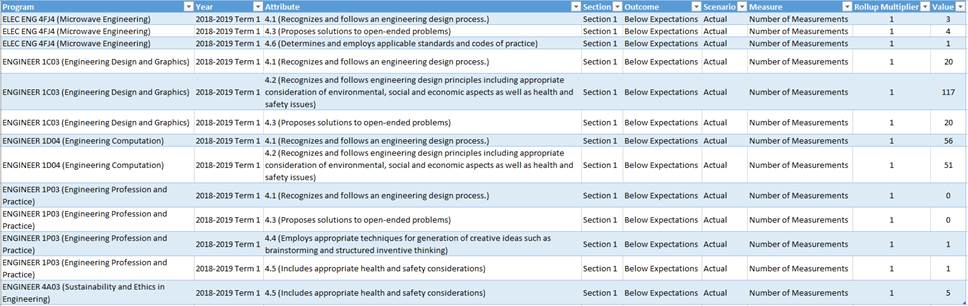 Program Year Attribute Section Outcome Scenario Measure Rollup Multiplier Value
ELEC ENG 4FJ4 (Microwave Engineering) 2018-2019 Term 1 4.1 (Recognizes and follows an engineering design process.) Section 1 Below Expectations Actual Number of Measurements 1 3
ELEC ENG 4FJ4 (Microwave Engineering) 2018-2019 Term 1 4.3 (Proposes solutions to open-ended problems) Section 1 Below Expectations Actual Number of Measurements 1 4
ELEC ENG 4FJ4 (Microwave Engineering) 2018-2019 Term 1 4.6 (Determines and employs applicable standards and codes of practice) Section 1 Below Expectations Actual Number of Measurements 1 1
ENGINEER 1C03 (Engineering Design and Graphics) 2018-2019 Term 1 4.1 (Recognizes and follows an engineering design process.) Section 1 Below Expectations Actual Number of Measurements 1 20
4.2 (Recognizes and follows engineering design principles including appropriate
ENGINEER 1C03 (Engineering Design and Graphics) 2018-2019 Term 1 consideration of environmental, social and economic aspects as well as health and Section 1 Below Expectations Actual Number of Measurements 1 117
safety issues)
ENGINEER 1C03 (Engineering Design and Graphics) 2018-2019 Term 1 4.3 (Proposes solutions to open-ended problems) Section 1 Below Expectations Actual Number of Measurements 1 20
ENGINEER 1D04 (Engineering Computation) 2018-2019 Term 1 4.1 (Recognizes and follows an engineering design process.) Section 1 Below Expectations Actual Number of Measurements 1 56
4.2 (Recognizes and follows engineering design principles including appropriate
ENGINEER 1D04 (Engineering Computation) 2018-2019 Term 1 consideration of environmental, social and economic aspects as well as health and Section 1 Below Expectations Actual Number of Measurements 1 51
safety issues)
ENGINEER 1P03 (Engineering Profession and
Practice) 2018-2019 Term 1 4.1 (Recognizes and follows an engineering design process.) Section 1 Below Expectations Actual Number of Measurements 1 0
ENGINEER 1P03 (Engineering Profession and
Practice) 2018-2019 Term 1 4.3 (Proposes solutions to open-ended problems) Section 1 Below Expectations Actual Number of Measurements 1 0
ENGINEER 1P03 (Engineering Profession and 2018-2019 Term 1 4.4 (Employs appropriate techniques for generation of creative ideas such as Section 1 Below Expectations Actual Number of Measurements 1 1
Practice) brainstorming and structured inventive thinking)
ENGINEER 1P03 (Engineering Profession and
Practice) 2018-2019 Term 1 4.5 (Includes appropriate health and safety considerations) Section 1 Below Expectations Actual Number of Measurements 1 1
ENGINEER 4A03 (Sustainability and Ethics in
Engineering) 2018-2019 Term 1 4.5 (Includes appropriate health and safety considerations) Section 1 Below Expectations Actual Number of Measurements 1 5